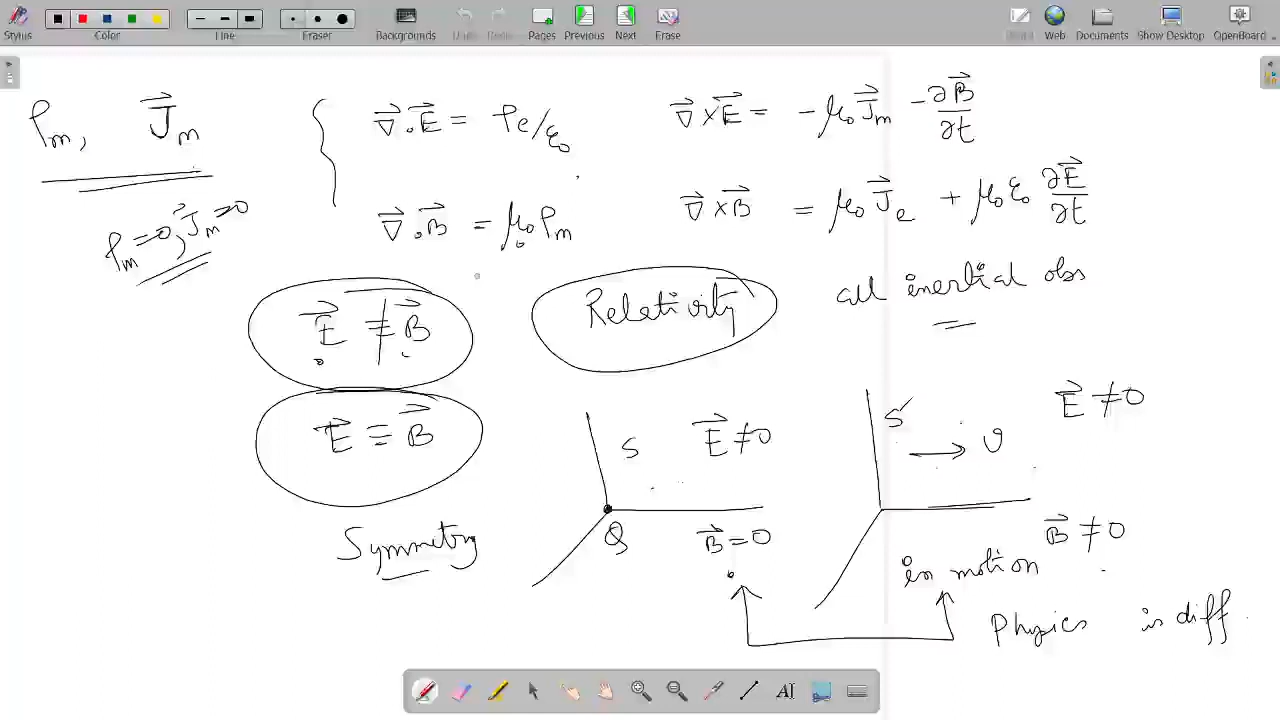 Stylus Color Line Eraser Backgrounds Undo Redo Pages Previous Next Erase Board Web Documents Show Desktop OpenBoard
ρm, J⃗m
∇⃗.E⃗ = ρe/ε0
∇⃗×E⃗ = -μ0J⃗m - ∂B⃗/∂t
ρm=0, J⃗m=0
∇⃗.B⃗ = μ0ρm
∇⃗×B⃗ = μ0J⃗e + μ0ε0 ∂E⃗/∂t
E⃗ ≢ B⃗
Relativity
all inertial obs
E⃗ ≡ B⃗
Symmetry
S
E⃗ ≠ 0
Q
B⃗ = 0
S'
→ v
E⃗ ≠ 0
B⃗ ≠ 0
in motion
Physics is diff.
AI